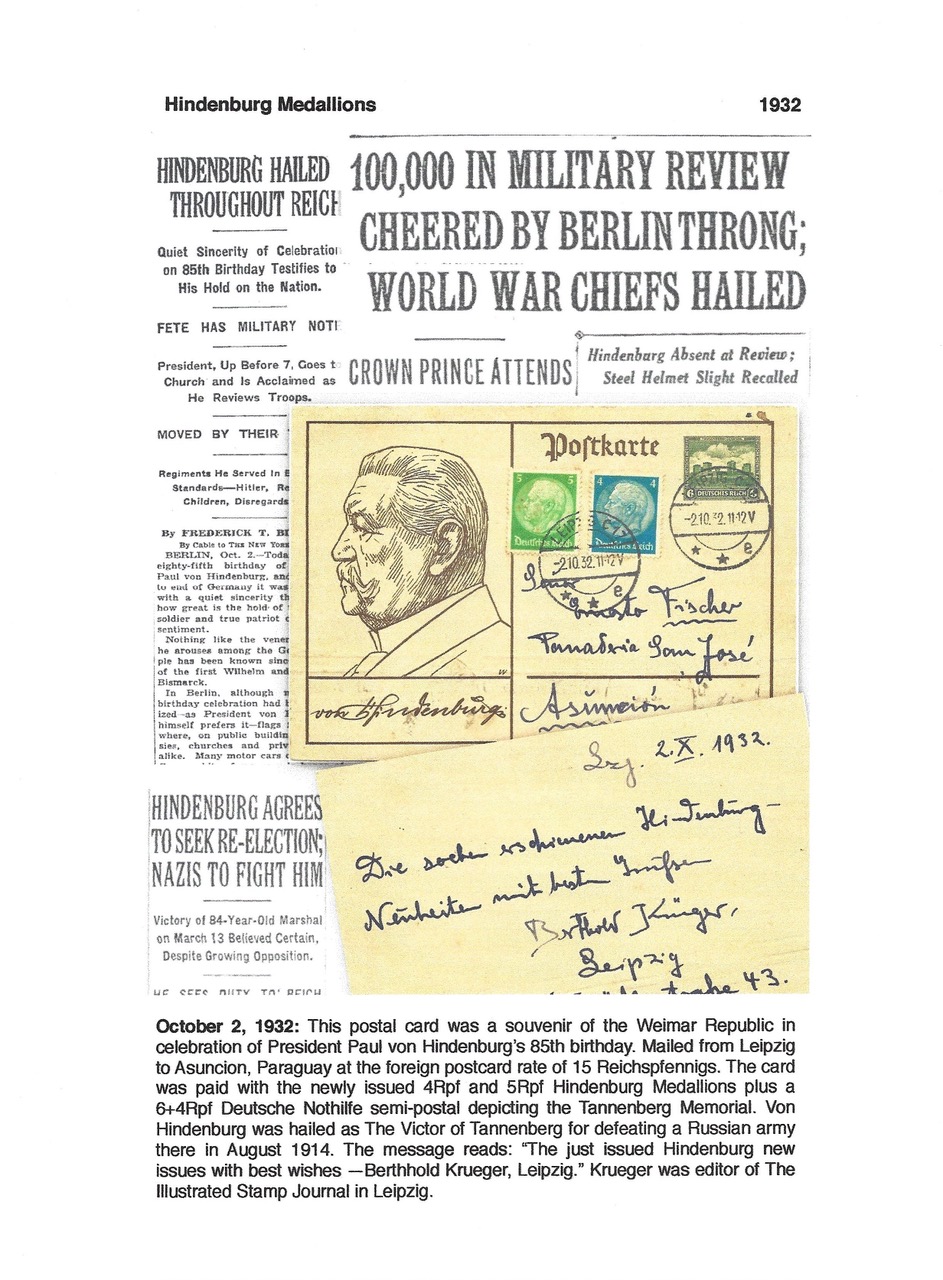 Hindenburg Medallions 1932
HINDENBURG HAILED
THROUGHOUT REICH
Quiet Sincerity of Celebration
on 85th Birthday Testifies to
His Hold on the Nation.
FETE HAS MILITARY NOTE
President, Up Before 7, Goes t
Church and Is Acclaimed as
He Reviews Troops.
MOVED BY THEIR
Regiments He Served In
Standards—Hitler, Re
Children, Disregards
By FREDERICK T. BI
By Cable to THE NEW YORK
BERLIN, Oct. 2.—Toda
eighty-fifth birthday of
Paul von Hindenburg, and
to end of Germany it was
with a quiet sincerity th
how great is the hold of
soldier and true patriot
sentiment.
Nothing like the vener
he arouses among the Ge
ple has been known sinc
of the first Wilhelm and
Bismarck.
In Berlin, although
birthday celebration had
ized—as President von
himself prefers it—flags
where, on public buildin
sies, churches and priv
alike. Many motor cars
100,000 IN MILITARY REVIEW
CHEERED BY BERLIN THRONG;
WORLD WAR CHIEFS HAILED
CROWN PRINCE ATTENDS
Hindenburg Absent at Review;
Steel Helmet Slight Recalled
Postkarte
5 5
Deutsches Reich
4 4
Deutsches Reich
6 DEUTSCHES REICH 4
LEIPZIG C
-2.10.32.11-12V
e
-2.10.32.11-12V
e
Ernesto Fischer
Panaderia San José
Asunción
von Hindenburg
W
HINDENBURG AGREES
TO SEEK RE-ELECTION;
NAZIS TO FIGHT HIM
Victory of 84-Year-Old Marshal
on March 13 Believed Certain,
Despite Growing Opposition.
HE SEES DUTY TO REICH
Lzg. 2.X.1932.
Die soeben erschienenen Hindenburg-
Neuheiten mit besten Grüßen
Berthold Krüger,
Leipzig
43.
October 2, 1932: This postal card was a souvenir of the Weimar Republic in
celebration of President Paul von Hindenburg's 85th birthday. Mailed from Leipzig
to Asuncion, Paraguay at the foreign postcard rate of 15 Reichspfennigs. The card
was paid with the newly issued 4Rpf and 5Rpf Hindenburg Medallions plus a
6+4Rpf Deutsche Nothilfe semi-postal depicting the Tannenberg Memorial. Von
Hindenburg was hailed as The Victor of Tannenberg for defeating a Russian army
there in August 1914. The message reads: “The just issued Hindenburg new
issues with best wishes —Berthhold Krueger, Leipzig.” Krueger was editor of The
Illustrated Stamp Journal in Leipzig.